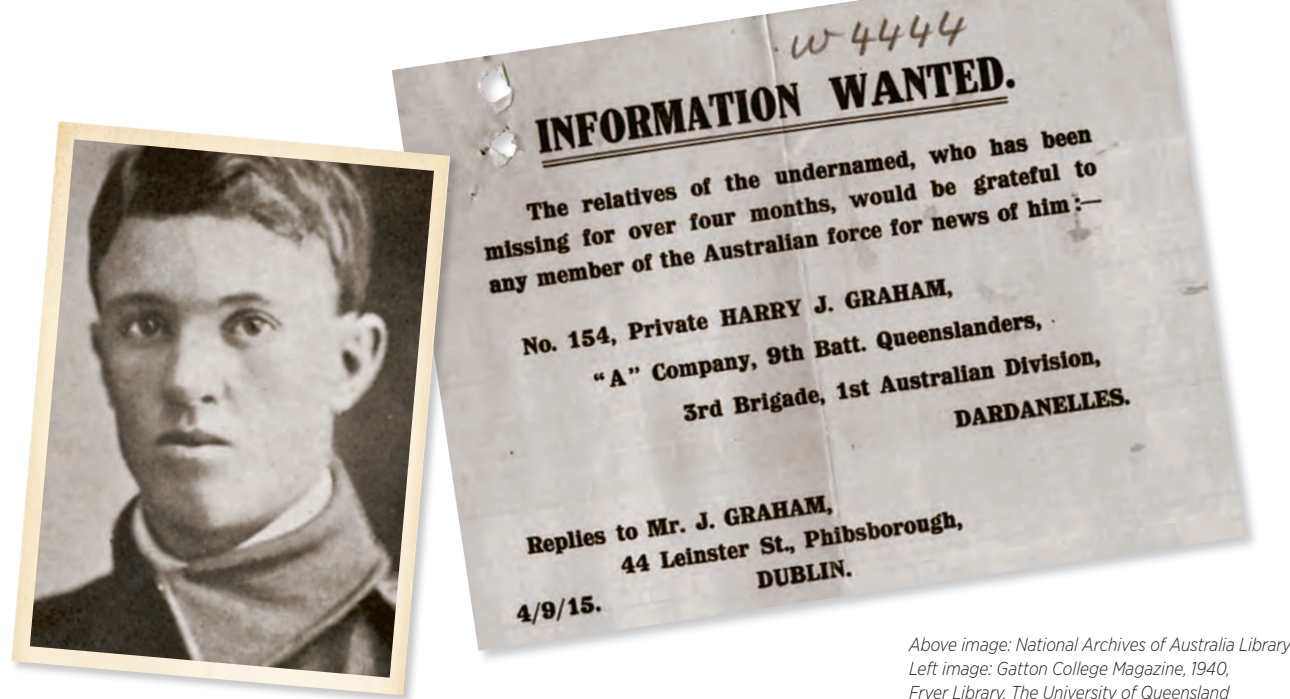 W 4444
INFORMATION WANTED.
The relatives of the undernamed, who has been
missing for over four months, would be grateful to
any member of the Australian force for news of him :—
No. 154, Private HARRY J. GRAHAM,
“A” Company, 9th Batt. Queenslanders,
3rd Brigade, 1st Australian Division,
DARDANELLES.
Replies to Mr. J. GRAHAM,
44 Leinster St., Phibsborough,
DUBLIN.
4/9/15.
Above image: National Archives of Australia Library
Left image: Gatton College Magazine, 1940,
Fryer Library, The University of Queensland